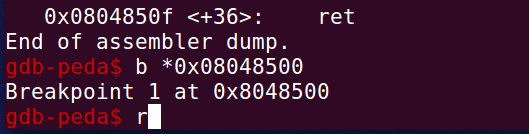 0x0804850f <+36>:    ret
End of assembler dump.
gdb-peda$ b *0x08048500
Breakpoint 1 at 0x8048500
gdb-peda$ r